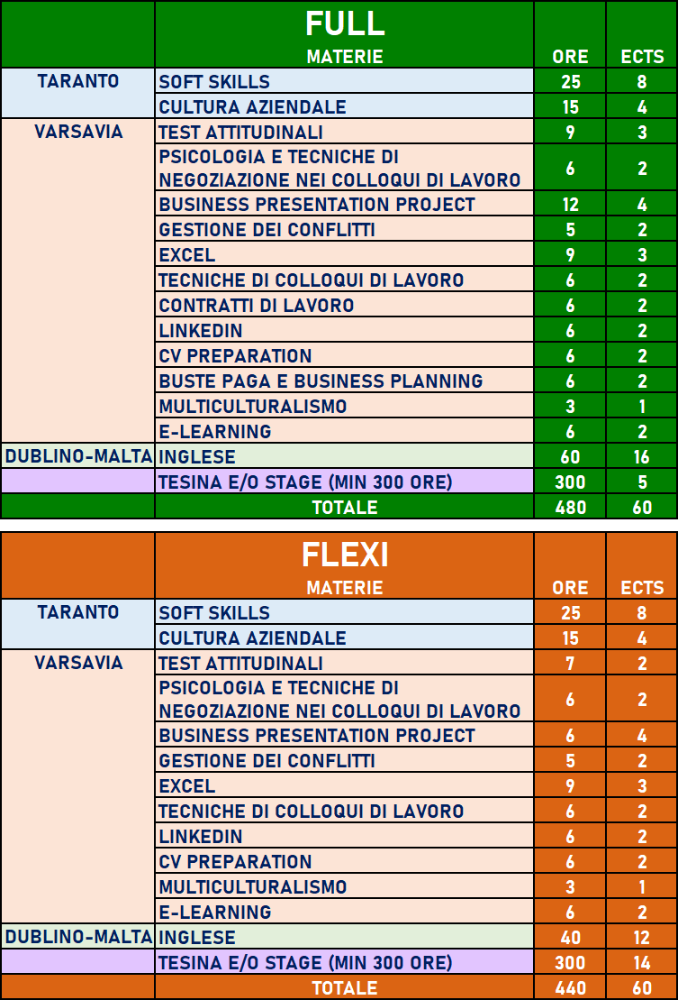 FULL
MATERIE ORE ECTS
TARANTO SOFT SKILLS 25 8
CULTURA AZIENDALE 15 4
VARSAVIA TEST ATTITUDINALI 9 3
PSICOLOGIA E TECNICHE DI
NEGOZIAZIONE NEI COLLOQUI DI LAVORO 6 2
BUSINESS PRESENTATION PROJECT 12 4
GESTIONE DEI CONFLITTI 5 2
EXCEL 9 3
TECNICHE DI COLLOQUI DI LAVORO 6 2
CONTRATTI DI LAVORO 6 2
LINKEDIN 6 2
CV PREPARATION 6 2
BUSTE PAGA E BUSINESS PLANNING 6 2
MULTICULTURALISMO 3 1
E-LEARNING 6 2
DUBLINO-MALTA INGLESE 60 16
TESINA E/O STAGE (MIN 300 ORE) 300 5
TOTALE 480 60
FLEXI
MATERIE ORE ECTS
TARANTO SOFT SKILLS 25 8
CULTURA AZIENDALE 15 4
VARSAVIA TEST ATTITUDINALI 7 2
PSICOLOGIA E TECNICHE DI
NEGOZIAZIONE NEI COLLOQUI DI LAVORO 6 2
BUSINESS PRESENTATION PROJECT 6 4
GESTIONE DEI CONFLITTI 5 2
EXCEL 9 3
TECNICHE DI COLLOQUI DI LAVORO 6 2
LINKEDIN 6 2
CV PREPARATION 6 2
MULTICULTURALISMO 3 1
E-LEARNING 6 2
DUBLINO-MALTA INGLESE 40 12
TESINA E/O STAGE (MIN 300 ORE) 300 14
TOTALE 440 60